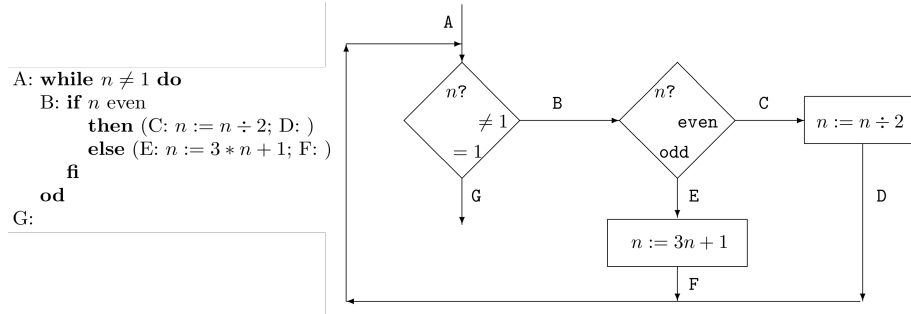 A: while n ≠ 1 do
B: if n even
then (C: n := n ÷ 2; D: )
else (E: n := 3 * n + 1; F: )
fi
od
G:
A
n?
≠ 1
= 1
B
n?
even
odd
C
n := n ÷ 2
G
E
D
n := 3n + 1
F